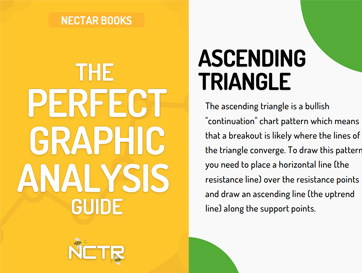 NECTAR BOOKS
THE
PERFECT
GRAPHIC
ANALYSIS
GUIDE
NCTR
ASCENDING
TRIANGLE
The ascending triangle is a bullish
"continuation" chart pattern which means
that a breakout is likely where the lines of
the triangle converge. To draw this pattern
you need to place a horizontal line (the
resistance line) over the resistance points
and draw an ascending line (the uptrend
line) along the support points.